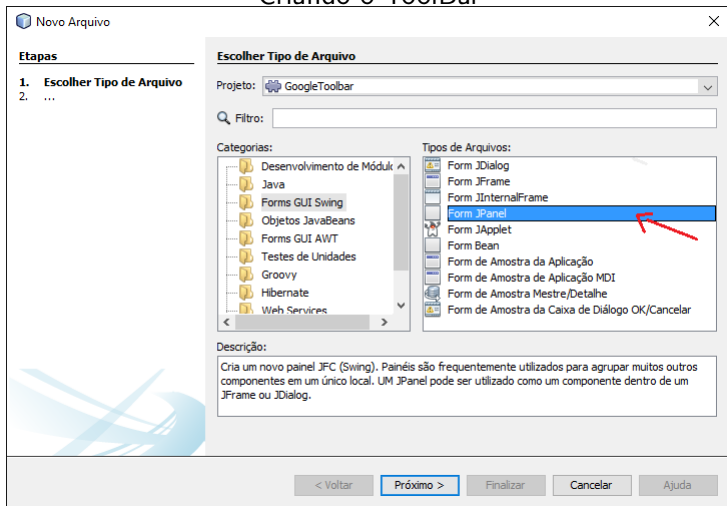 Criando o ToolBar
Novo Arquivo
Etapas
1. Escolher Tipo de Arquivo
2. ...
Escolher Tipo de Arquivo
Projeto: GoogleToolbar
Filtro:
Categorias:
Desenvolvimento de Módulo
Java
Forms GUI Swing
Objetos JavaBeans
Forms GUI AWT
Testes de Unidades
Groovy
Hibernate
Web Services
Tipos de Arquivos:
Form JDialog
Form JFrame
Form JInternalFrame
Form JPanel
Form JApplet
Form Bean
Form de Amostra da Aplicação
Form de Amostra de Aplicação MDI
Form de Amostra Mestre/Detalhe
Form de Amostra da Caixa de Diálogo OK/Cancelar
Descrição:
Cria um novo painel JFC (Swing). Painéis são frequentemente utilizados para agrupar muitos outros
componentes em um único local. UM JPanel pode ser utilizado como um componente dentro de um
JFrame ou JDialog.
< Voltar
Próximo >
Finalizar
Cancelar
Ajuda